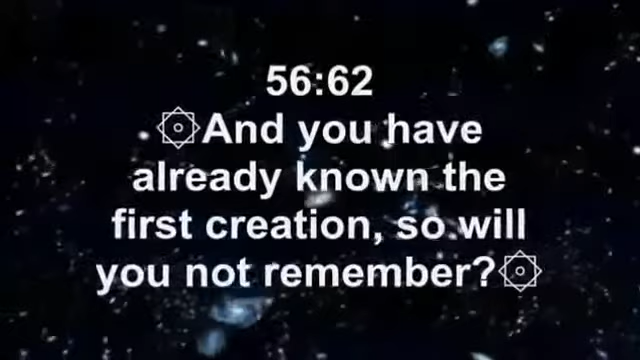 56:62
۞And you have
already known the
first creation, so will
you not remember?۞